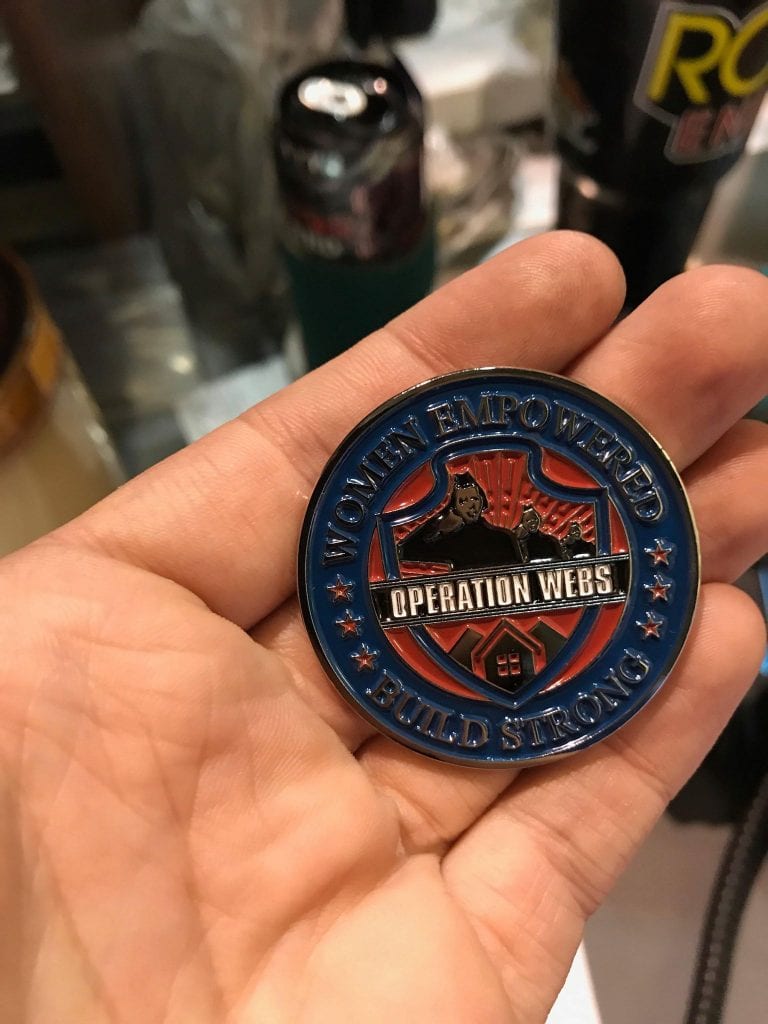 WOMEN EMPOWERED
OPERATION WEBS
BUILD STRONG